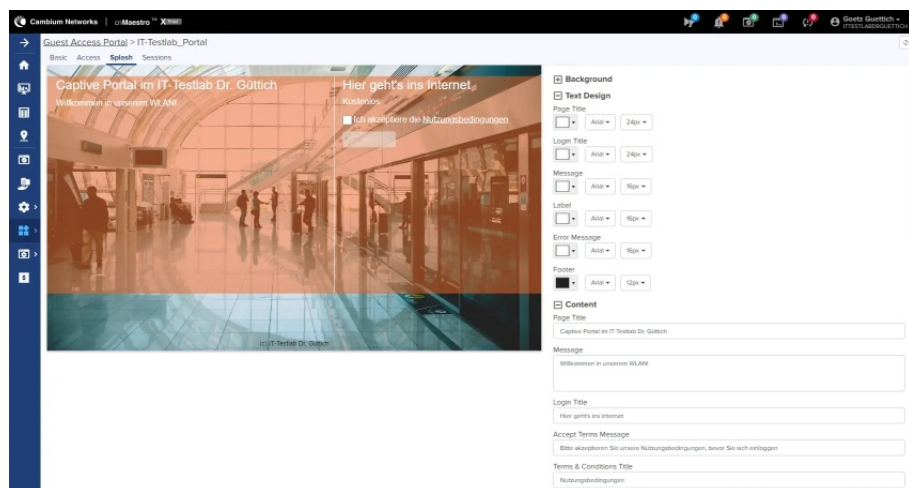 Cambium Networks | cnMaestro™ X
Goetz Guettich
ITTESTLABDRGUETTICH
Guest Access Portal > IT-Testlab_Portal
Basic Access Splash Sessions
Captive Portal im IT-Testlab Dr. Güttich
Willkommen in unserem WLAN!
Hier geht's ins Internet
Kostenlos
Ich akzeptiere die Nutzungsbedingungen
(c) IT-Testlab Dr. Güttich
Background
Text Design
Page Title
Arial 24px
Login Title
Arial 24px
Message
Arial 16px
Label
Arial 16px
Error Message
Arial 16px
Footer
Arial 12px
Content
Page Title
Captive Portal im IT-Testlab Dr. Güttich
Message
Willkommen in unserem WLAN!
Login Title
Hier geht's ins Internet
Accept Terms Message
Bitte akzeptieren Sie unsere Nutzungsbedingungen, bevor Sie sich einloggen
Terms & Conditions Title
Nutzungsbedingungen